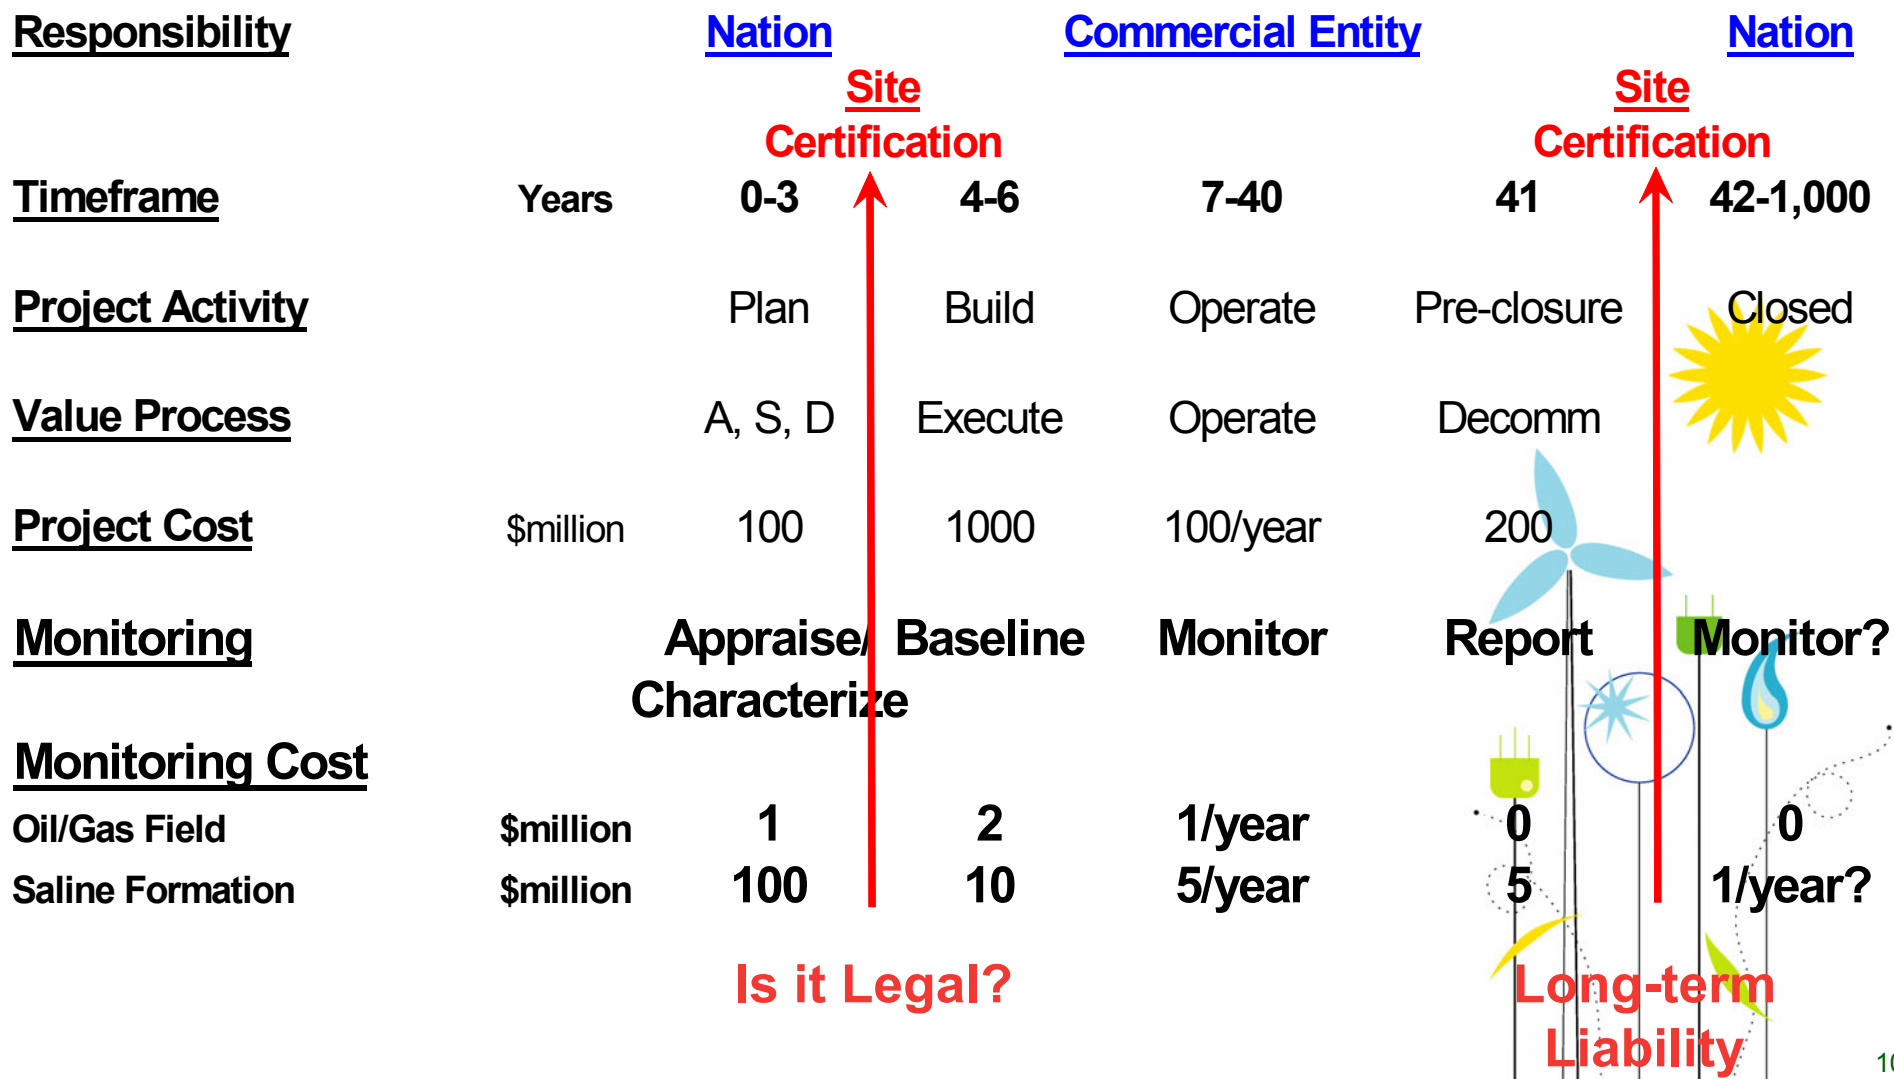 Responsibility Nation Commercial Entity Nation
Site Site
Certification Certification
Timeframe Years 0-3 4-6 7-40 41 42-1,000
Project Activity Plan Build Operate Pre-closure Closed
Value Process A, S, D Execute Operate Decomm
Project Cost $million 100 1000 100/year 200
Monitoring Appraise/ Baseline Monitor Report Monitor?
Characterize
Monitoring Cost
Oil/Gas Field $million 1 2 1/year 0 0
Saline Formation $million 100 10 5/year 5 1/year?
Is it Legal? Long-term
Liability